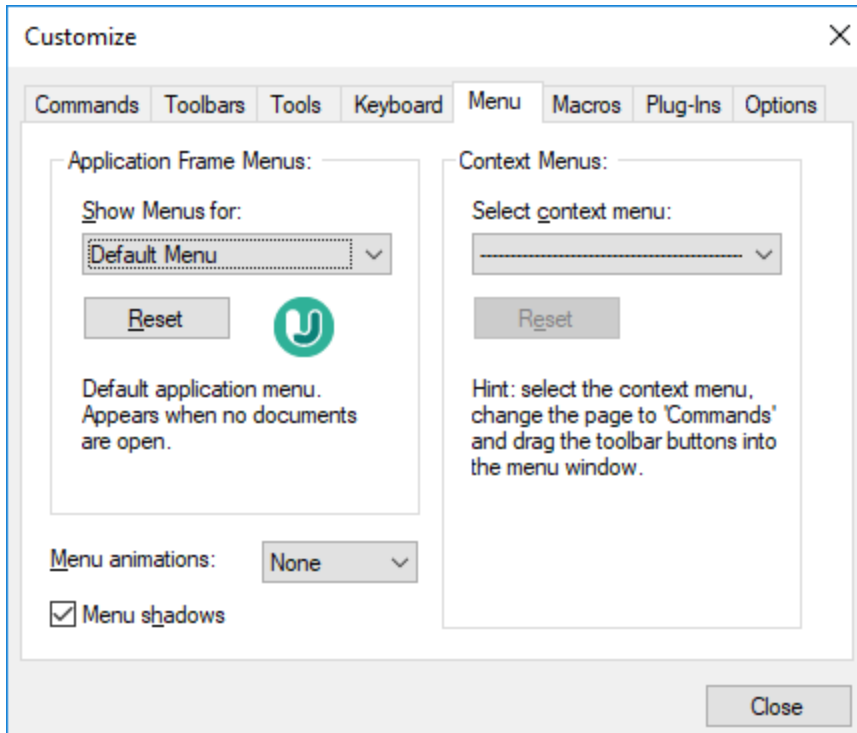 Customize
Commands Toolbars Tools Keyboard Menu Macros Plug-Ins Options
Application Frame Menus:
Show Menus for:
Default Menu
Reset
Default application menu.
Appears when no documents
are open.
Context Menus:
Select context menu:
Reset
Hint: select the context menu,
change the page to 'Commands'
and drag the toolbar buttons into
the menu window.
Menu animations:
None
Menu shadows
Close